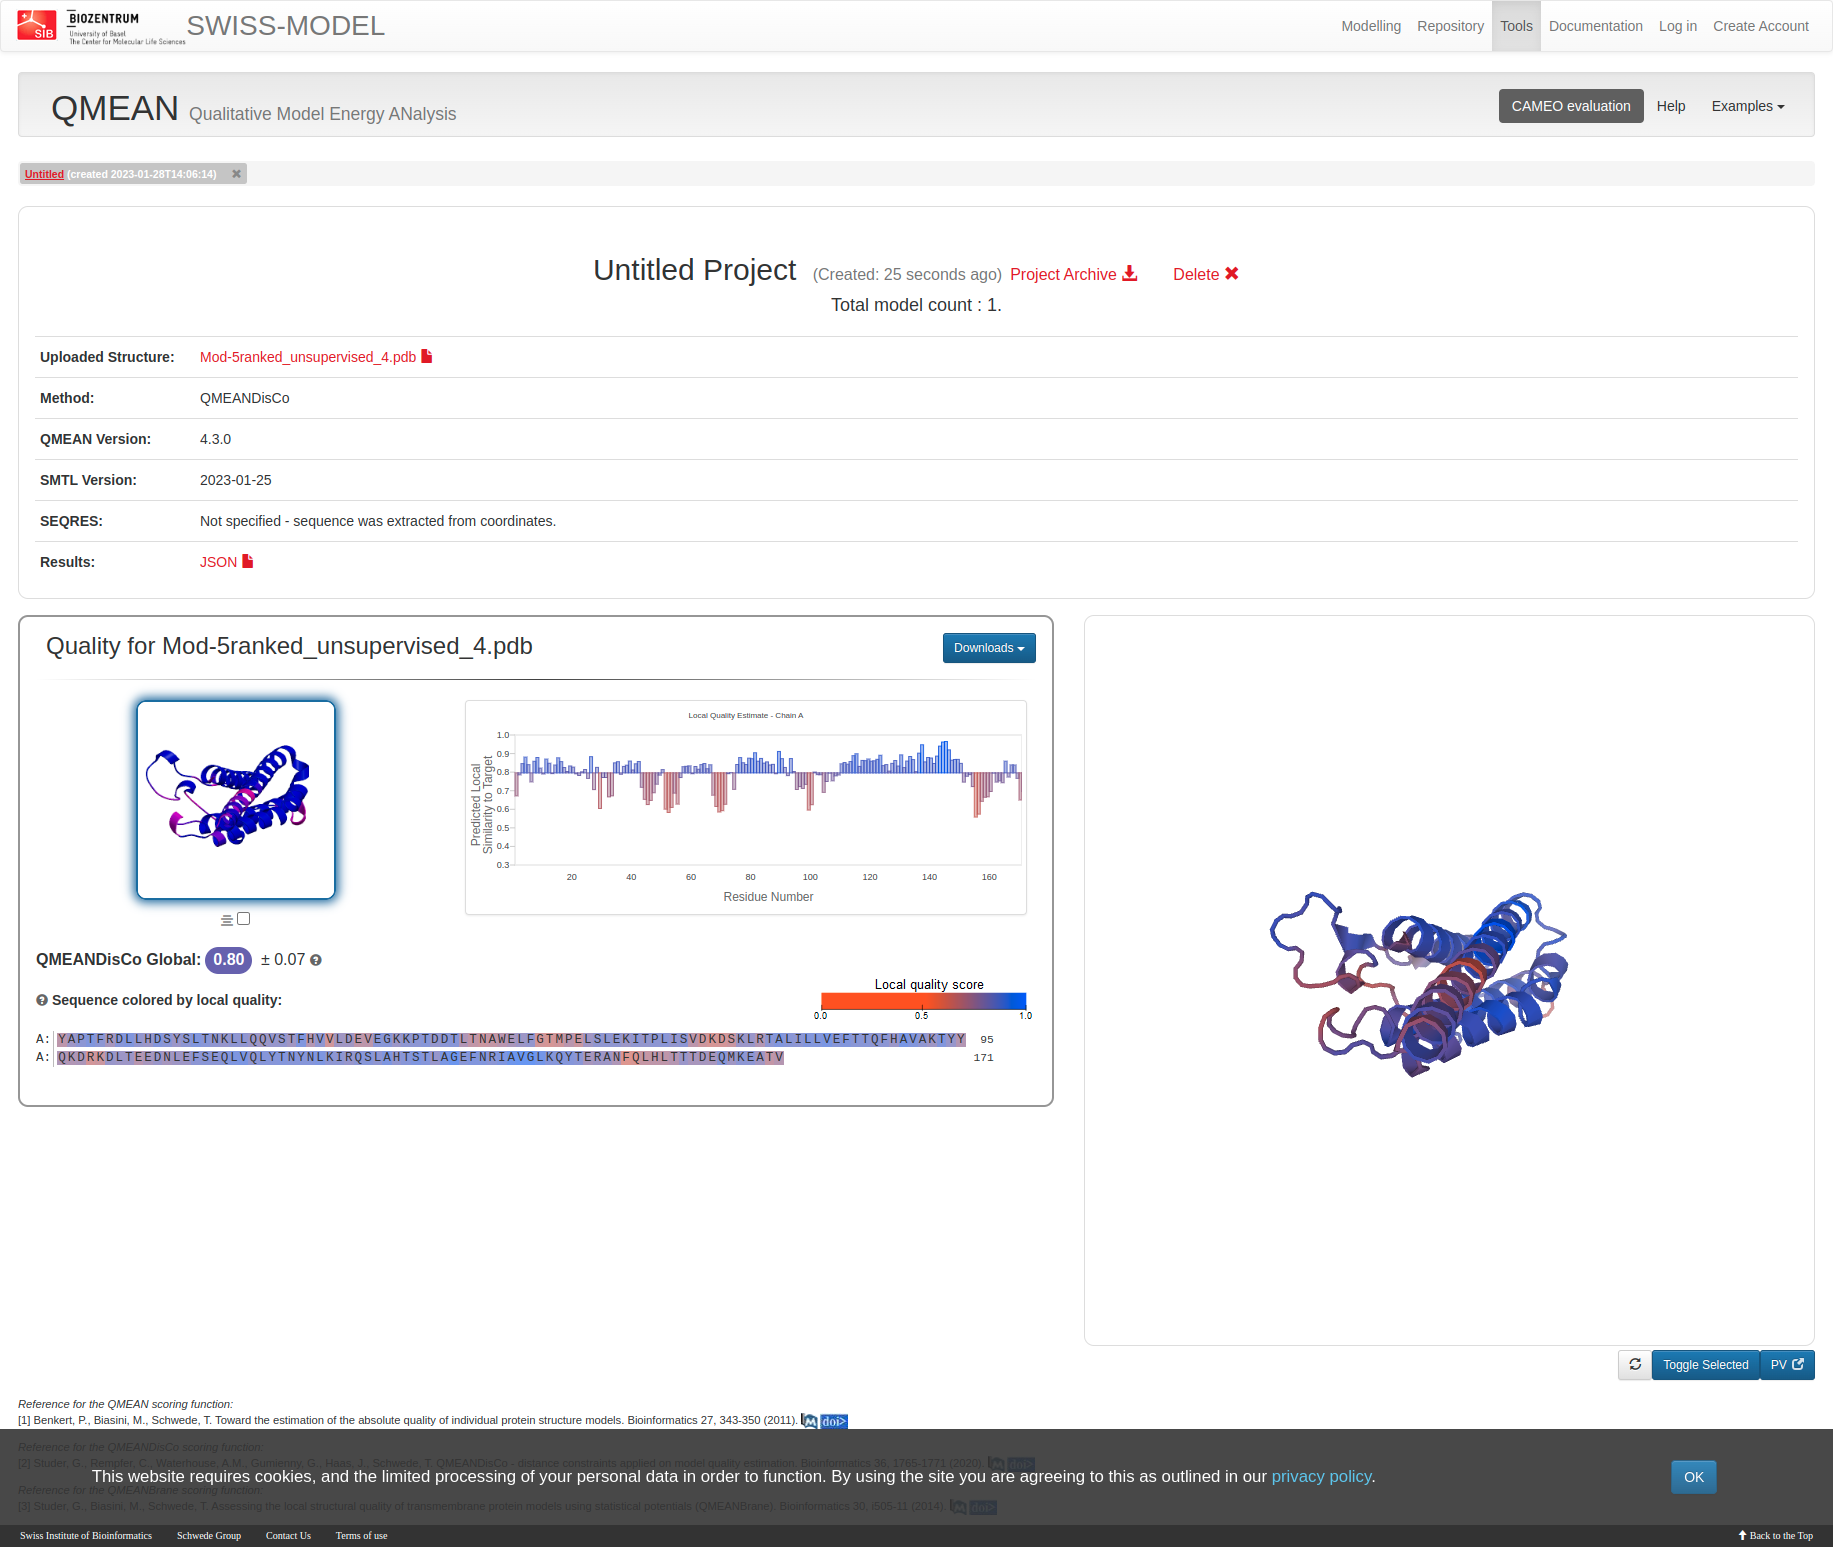 SIB
BIOZENTRUM
University of Basel
The Center for Molecular Life Sciences
SWISS-MODEL
Modelling Repository Tools Documentation Log in Create Account
QMEAN Qualitative Model Energy ANalysis
CAMEO evaluation Help Examples
Untitled (created 2023-01-28T14:06:14)
Untitled Project (Created: 25 seconds ago) Project Archive Delete
Total model count : 1.
Uploaded Structure: Mod-5ranked_unsupervised_4.pdb
Method: QMEANDisCo
QMEAN Version: 4.3.0
SMTL Version: 2023-01-25
SEQRES: Not specified - sequence was extracted from coordinates.
Results: JSON
Quality for Mod-5ranked_unsupervised_4.pdb
Downloads
Local Quality Estimate - Chain A
Predicted Local
Similarity to Target
1.0
0.9
0.8
0.7
0.6
0.5
0.4
0.3
20 40 60 80 100 120 140 160
Residue Number
QMEANDisCo Global: 0.80 ± 0.07
Sequence colored by local quality:
Local quality score
0.0 0.5 1.0
A: YAPTFRDLLHDSYSLTNKLLQQVSTFHVVLDEVEGKKPTDDTLTNAWELFGTMPELSLEKITPLISVDKDSKLRTALILLVEFTTQFHAVAKTYY 95
A: QKDRKDLTEEDNLEFSEQLVQLYTNYNLKIRQSLAHTSTLAGEFNRIAVGLKQYTERANFQLHLTTTDEQMKEATV 171
Toggle Selected PV
Reference for the QMEAN scoring function:
[1] Benkert, P., Biasini, M., Schwede, T. Toward the estimation of the absolute quality of individual protein structure models. Bioinformatics 27, 343-350 (2011). M doi>
Reference for the QMEANDisCo scoring function:
[2] Studer, G., Rempfer, C., Waterhouse, A.M., Gumienny, G., Haas, J., Schwede, T. QMEANDisCo - distance constraints applied on model quality estimation. Bioinformatics 36, 1765-1771 (2020). M doi>
This website requires cookies, and the limited processing of your personal data in order to function. By using the site you are agreeing to this as outlined in our privacy policy.
OK
Reference for the QMEANBrane scoring function:
[3] Studer, G., Biasini, M., Schwede, T. Assessing the local structural quality of transmembrane protein models using statistical potentials (QMEANBrane). Bioinformatics 30, i505-11 (2014). M doi>
Swiss Institute of Bioinformatics Schwede Group Contact Us Terms of use Back to the Top